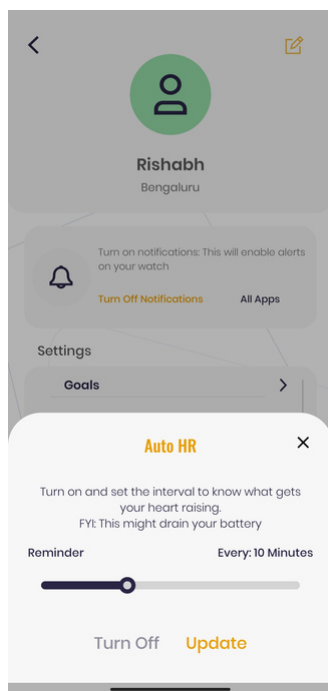 Rishabh
Bengaluru
Turn on notifications: This will enable alerts
on your watch
Turn Off Notifications All Apps
Settings
Goals
Auto HR
Turn on and set the interval to know what gets
your heart raising.
FYI: This might drain your battery
Reminder Every: 10 Minutes
Turn Off Update